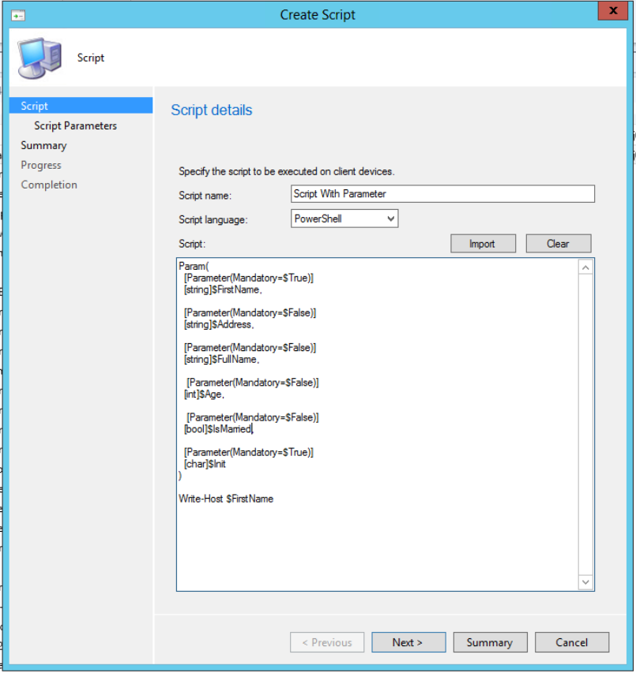 Create Script
x
Script
Script
Script Parameters
Summary
Progress
Completion
Script details
Specify the script to be executed on client devices.
Script name: Script With Parameter
Script language: PowerShell
Script: Import Clear
Param(
[Parameter(Mandatory=$True)]
[string]$FirstName,
[Parameter(Mandatory=$False)]
[string]$Address,
[Parameter(Mandatory=$False)]
[string]$FullName,
[Parameter(Mandatory=$False)]
[int]$Age,
[Parameter(Mandatory=$False)]
[bool]$IsMarried,
[Parameter(Mandatory=$True)]
[char]$Init
)
Write-Host $FirstName
< Previous Next > Summary Cancel